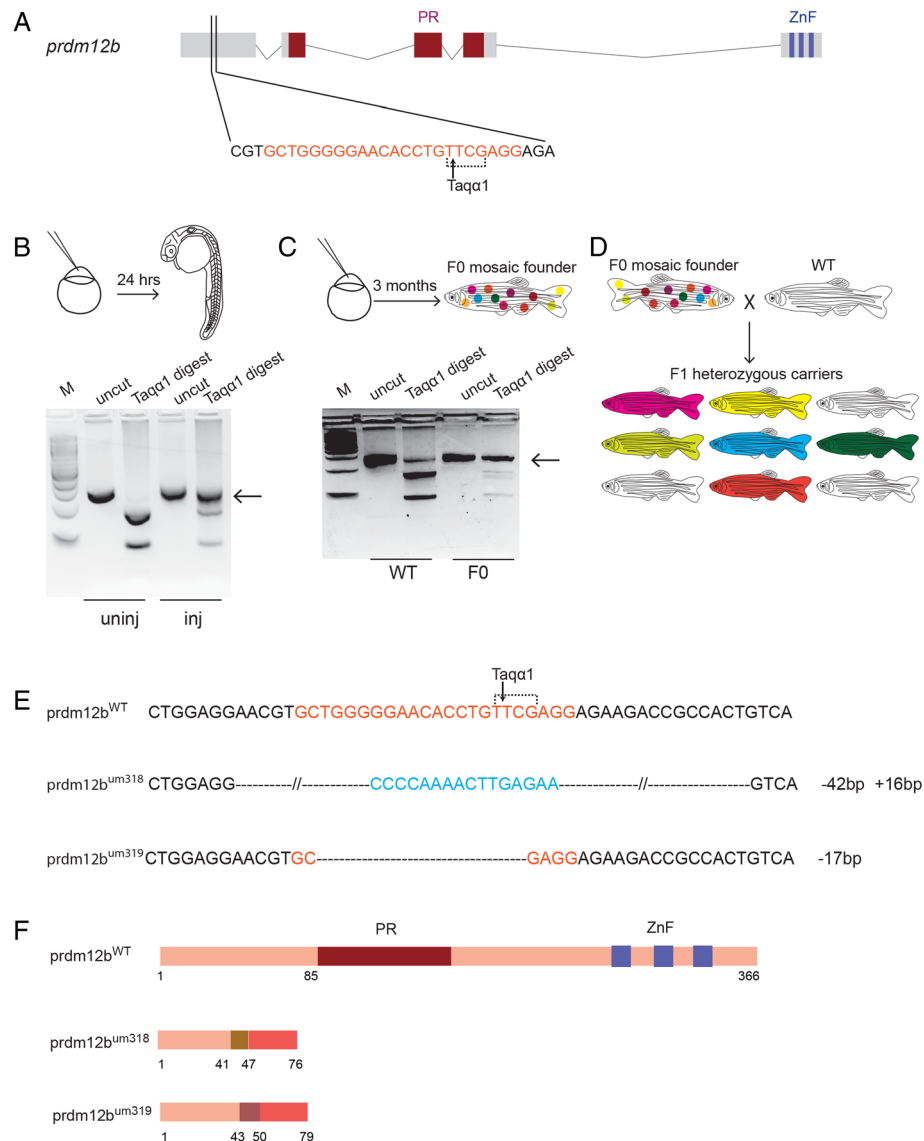 A
prdm12b
PR
ZnF
CGTGCTGGGGGAACACCTGTTCGAGGAGA
Taqα1
B
24 hrs
M
uncut
Taqα1 digest
uncut
Taqα1 digest
uninj
inj
C
3 months
F0 mosaic founder
M
uncut
Taqα1 digest
uncut
Taqα1 digest
WT
F0
D
F0 mosaic founder
WT
X
F1 heterozygous carriers
E
Taqα1
prdm12bWT CTGGAGGAACGTGCTGGGGGAACACCTGTTCGAGGAGAAGACCGCCACTGTCA
prdm12bum318 CTGGAGG----------//------------CCCCAAAACTTGAGAA------------//----------------GTCA -42bp +16bp
prdm12bum319 CTGGAGGAACGTGC--------------------------------GAGGAGAAGACCGCCACTGTCA -17bp
F
PR
ZnF
prdm12bWT
1 85 366
prdm12bum318
1 41 47 76
prdm12bum319
1 43 50 79